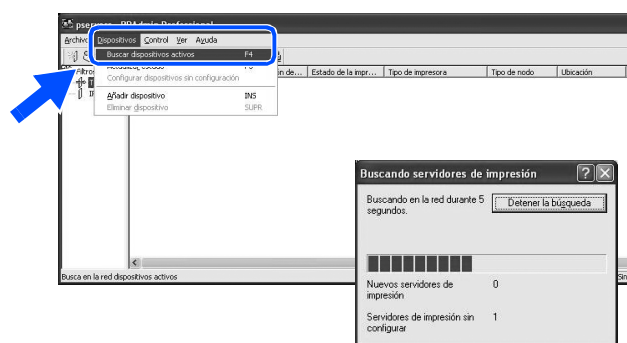 Professional
Archivo Dispositivos Control Ver Ayuda
Buscar dispositivos activos F4
Configurar dispositivos sin configuración
Añadir dispositivo INS
Eliminar dispositivo SUPR
Filtros
Estado de la impr... Tipo de impresora Tipo de nodo Ubicación
Busca en la red dispositivos activos
Buscando servidores de impresión
Buscando en la red durante 5
segundos.
Detener la búsqueda
Nuevos servidores de
impresión
0
Servidores de impresión sin
configurar
1